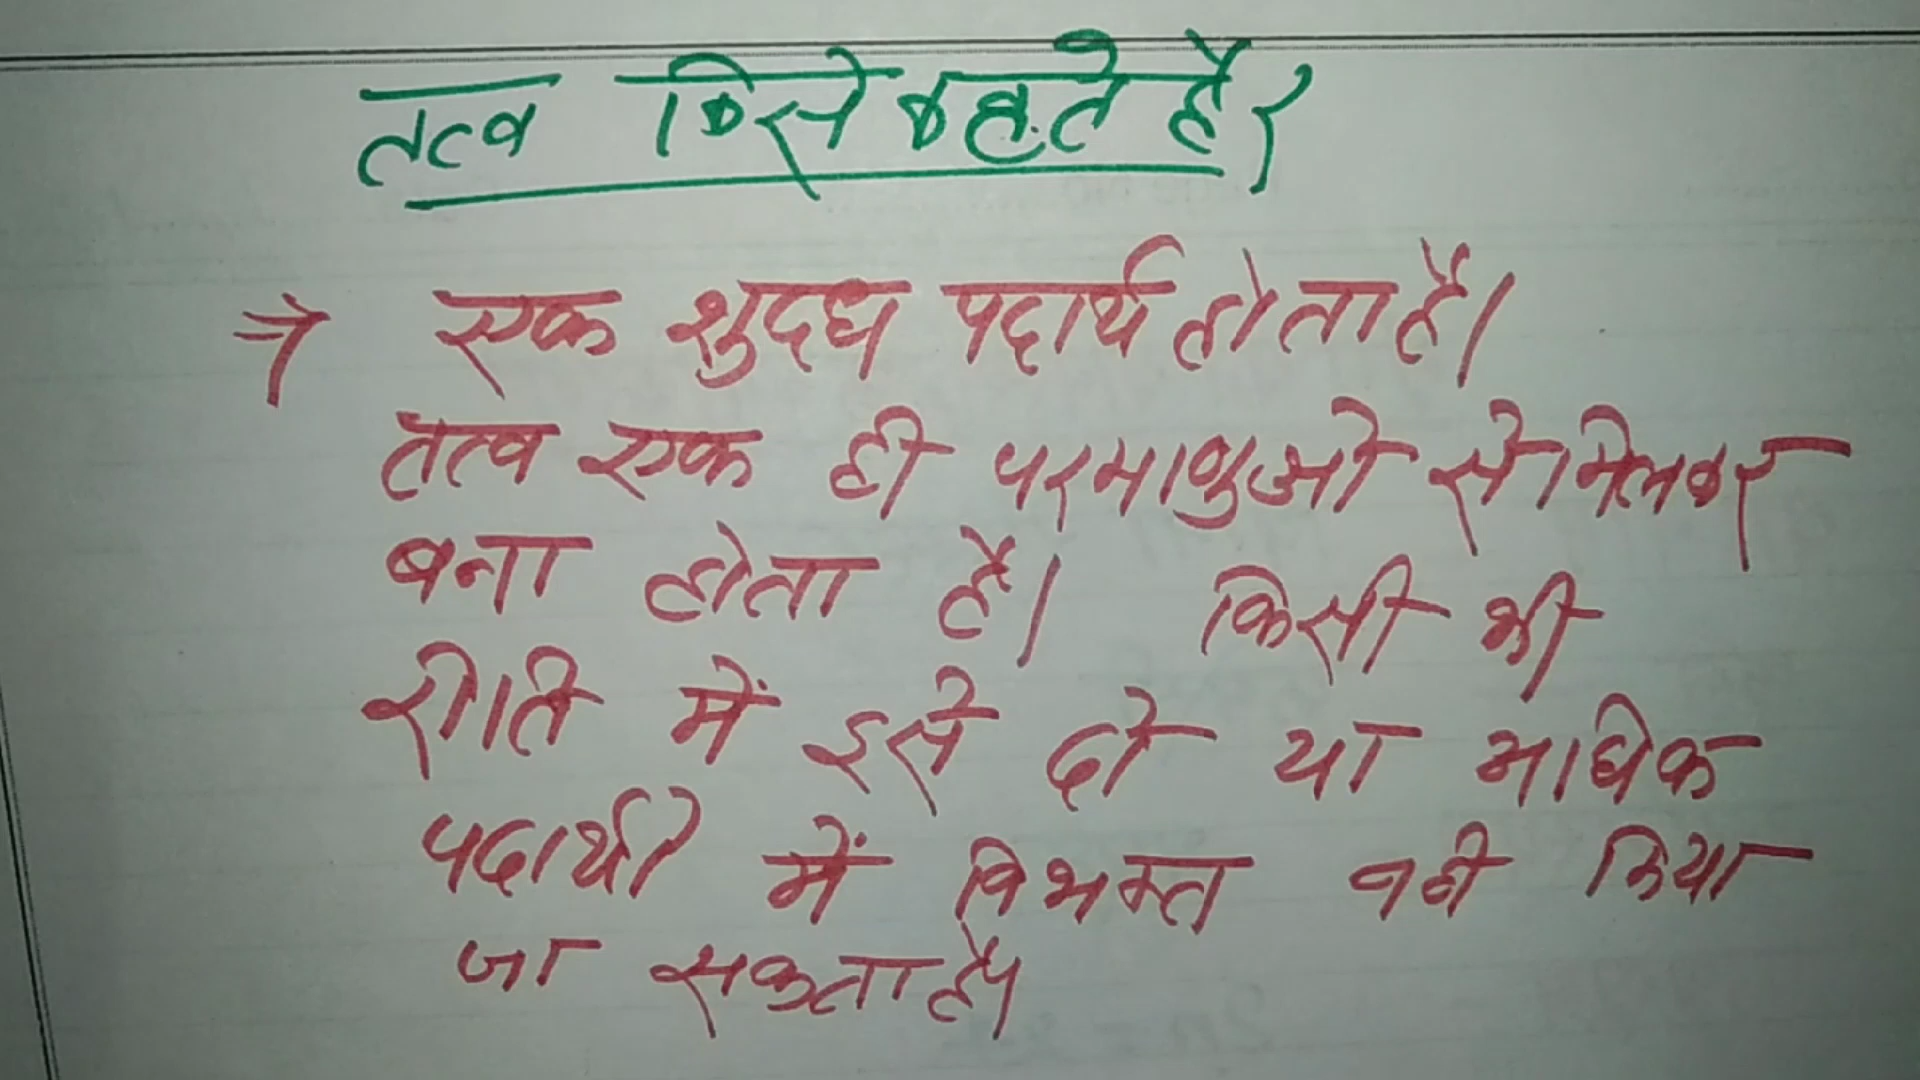 तत्व किसे कहते है।
⇒ एक शुदध पदार्थ होता है।
तत्व एक ही परमाणुओ से मिलकर
बना होता है। किसी भी
रीति में इसे दो या अधिक
पदार्थो में विभक्त नही किया
जा सकता है।